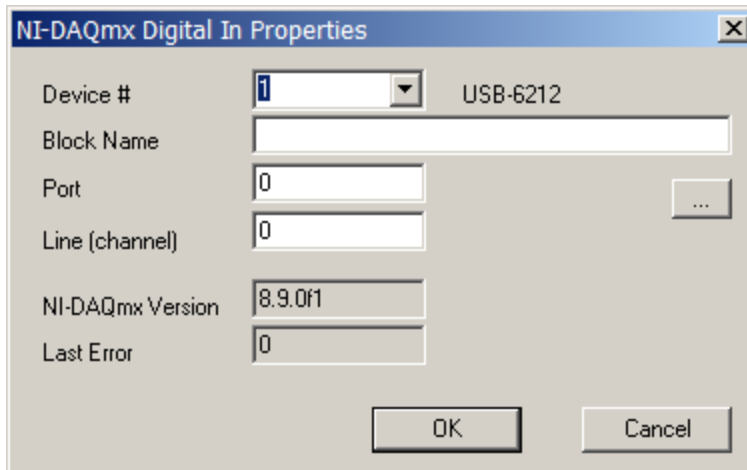 NI-DAQmx Digital In Properties
Device # 1 USB-6212
Block Name
Port 0
...
Line (channel) 0
NI-DAQmx Version 8.9.0f1
Last Error 0
OK Cancel